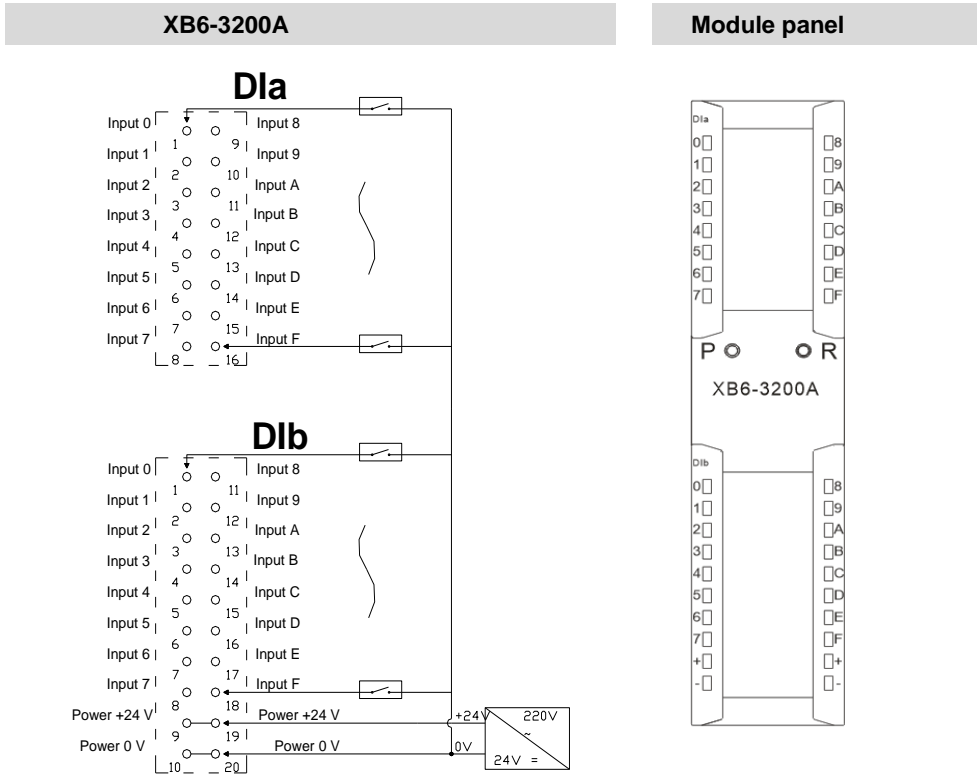 XB6-3200A
Module panel
DIa
Input 0 1 9 Input 8
Input 1 2 10 Input 9
Input 2 3 11 Input A
Input 3 4 12 Input B
Input 4 5 13 Input C
Input 5 6 14 Input D
Input 6 7 15 Input E
Input 7 8 16 Input F
DIb
Input 0 1 11 Input 8
Input 1 2 12 Input 9
Input 2 3 13 Input A
Input 3 4 14 Input B
Input 4 5 15 Input C
Input 5 6 16 Input D
Input 6 7 17 Input E
Input 7 8 18 Input F
Power +24 V 9 19 Power +24 V +24V
Power 0 V 10 20 Power 0 V 0V
220V
~
24V =
DIa
0 8
1 9
2 A
3 B
4 C
5 D
6 E
7 F
P R
XB6-3200A
DIb
0 8
1 9
2 A
3 B
4 C
5 D
6 E
7 F
+ +
- -